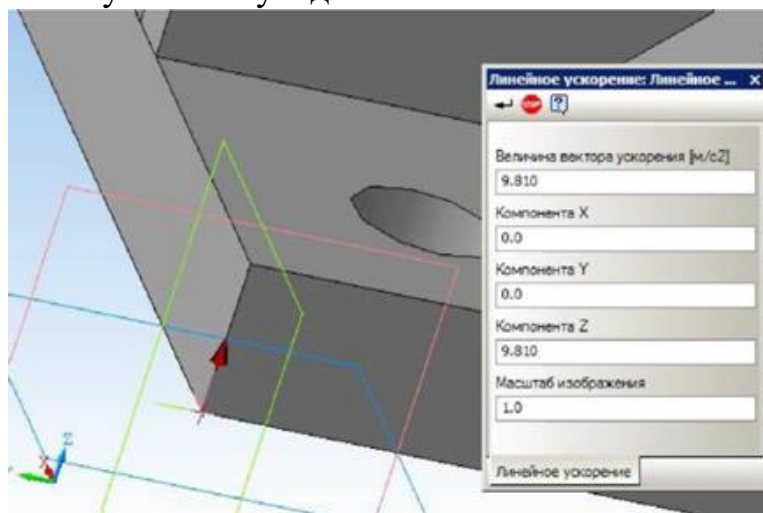 Линейное ускорение: Линейное ...
STOP
Величина вектора ускорения [м/с2]
9.810
Компонента X
0.0
Компонента Y
0.0
Компонента Z
9.810
Масштаб изображения
1.0
Линейное ускорение
Z
X